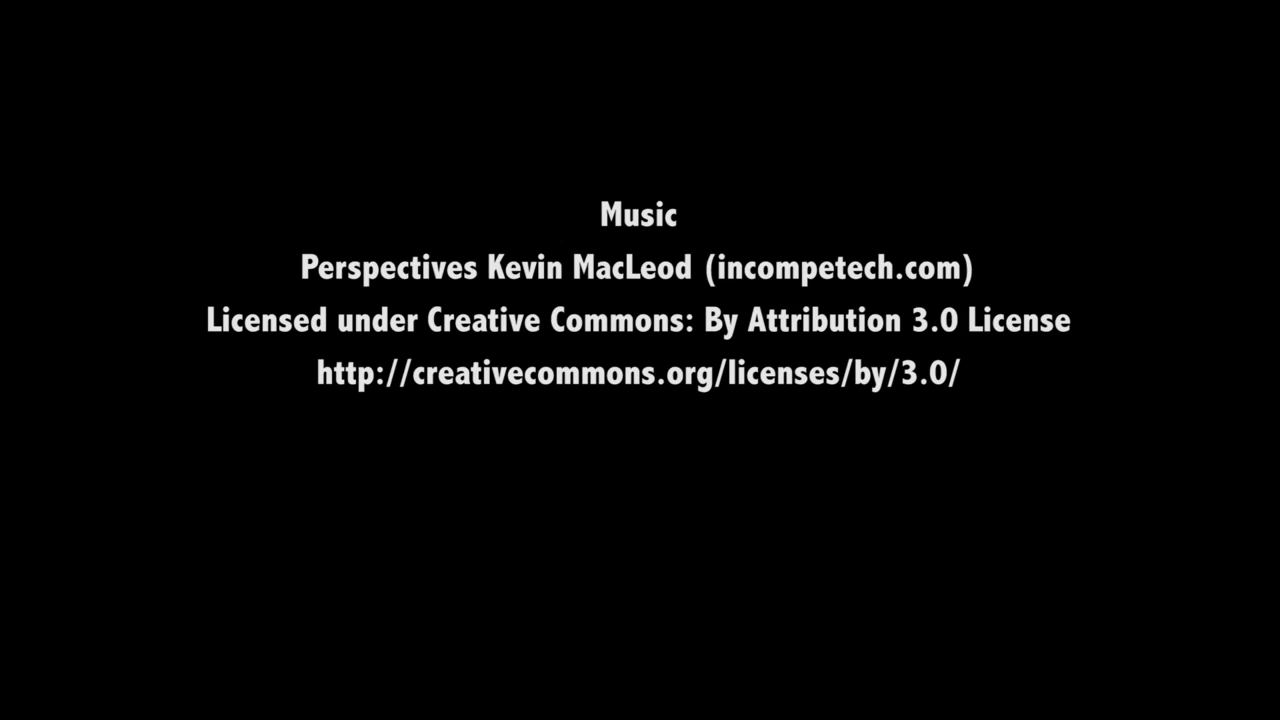 Music
Perspectives Kevin MacLeod (incompetech.com)
Licensed under Creative Commons: By Attribution 3.0 License
http://creativecommons.org/licenses/by/3.0/